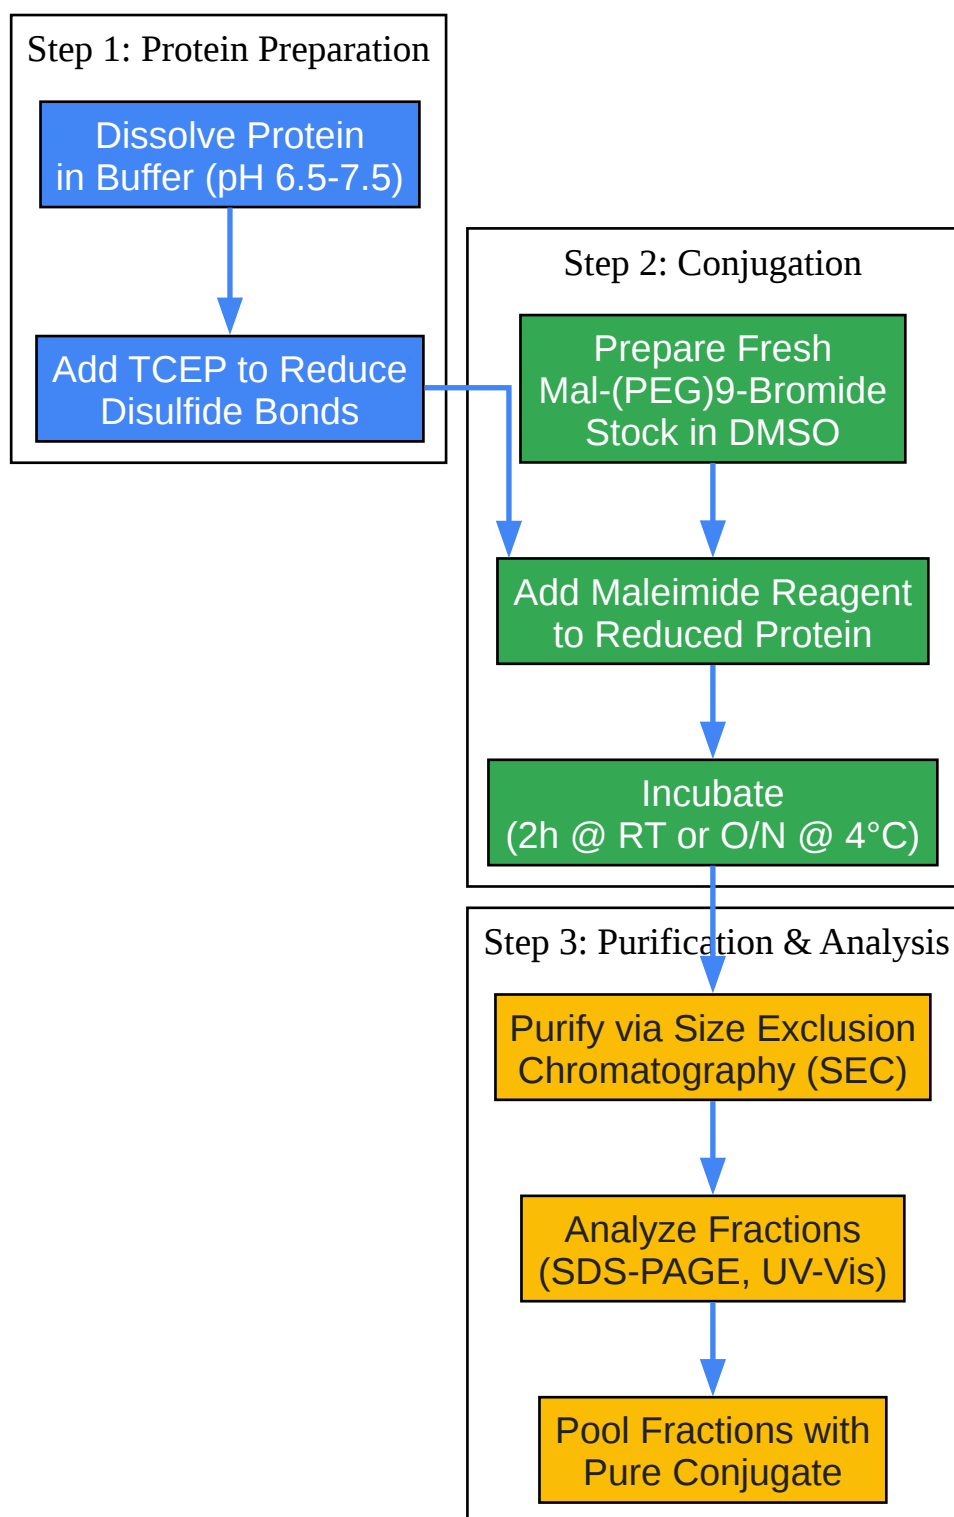 Step 1: Protein Preparation
Dissolve Protein
in Buffer (pH 6.5-7.5)
Add TCEP to Reduce
Disulfide Bonds
Step 2: Conjugation
Prepare Fresh
Mal-(PEG)9-Bromide
Stock in DMSO
Add Maleimide Reagent
to Reduced Protein
Incubate
(2h @ RT or O/N @ 4°C)
Step 3: Purification & Analysis
Purify via Size Exclusion
Chromatography (SEC)
Analyze Fractions
(SDS-PAGE, UV-Vis)
Pool Fractions with
Pure Conjugate